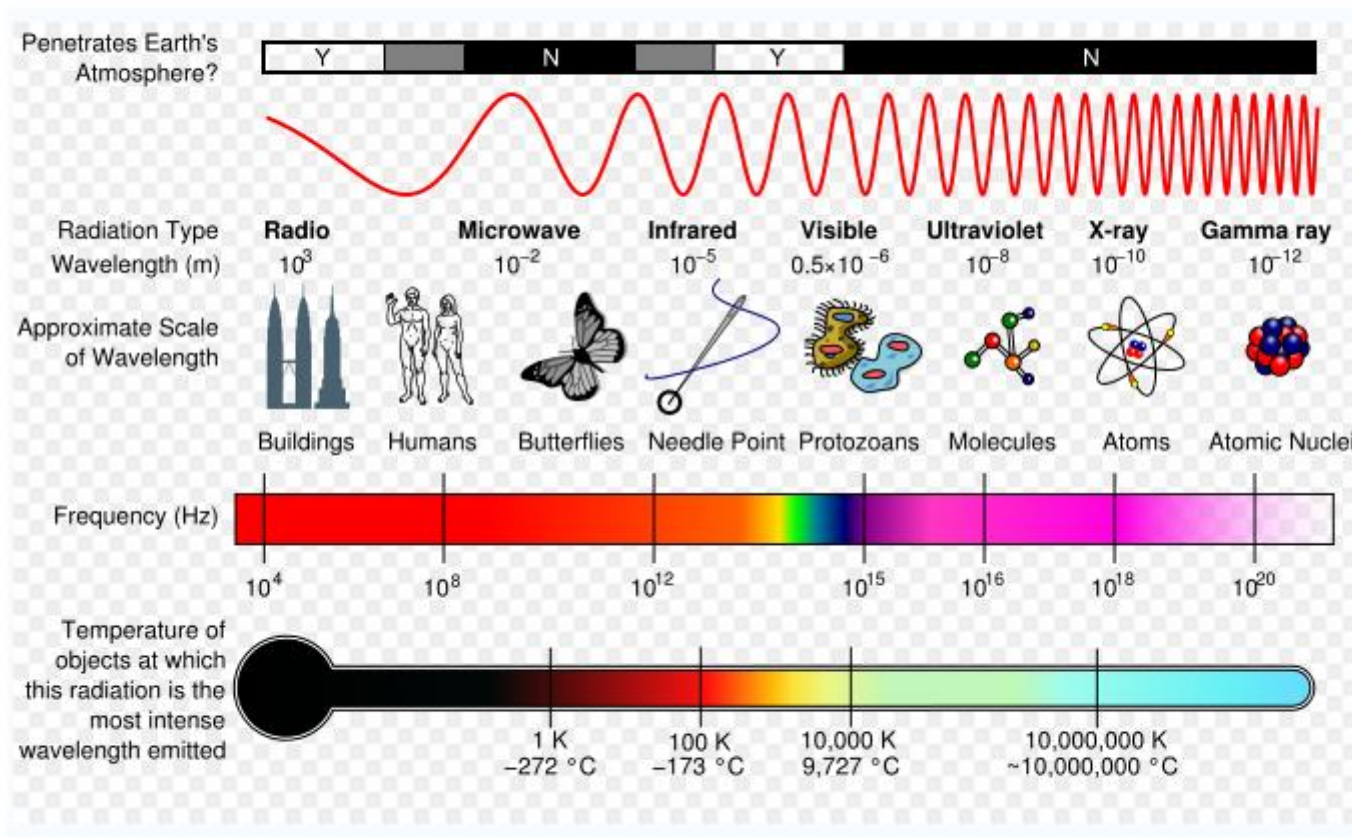 Penetrates Earth's
Atmosphere?
Y N Y N
Radiation Type Radio Microwave Infrared Visible Ultraviolet X-ray Gamma ray
Wavelength (m) 10³ 10⁻² 10⁻⁵ 0.5×10⁻⁶ 10⁻⁸ 10⁻¹⁰ 10⁻¹²
Approximate Scale
of Wavelength
Buildings Humans Butterflies Needle Point Protozoans Molecules Atoms Atomic Nuclei
Frequency (Hz)
10⁴ 10⁸ 10¹² 10¹⁵ 10¹⁶ 10¹⁸ 10²⁰
Temperature of
objects at which
this radiation is the
most intense
wavelength emitted
1 K 100 K 10,000 K 10,000,000 K
−272 °C −173 °C 9,727 °C ~10,000,000 °C